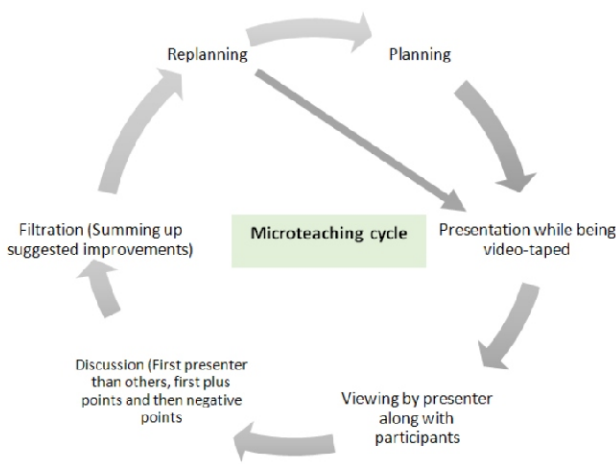 Replanning
Planning
Presentation while being
video-taped
Viewing by presenter
along with
participants
Discussion (First presenter
than others, first plus
points and then negative
points
Filtration (Summing up
suggested improvements)
Microteaching cycle